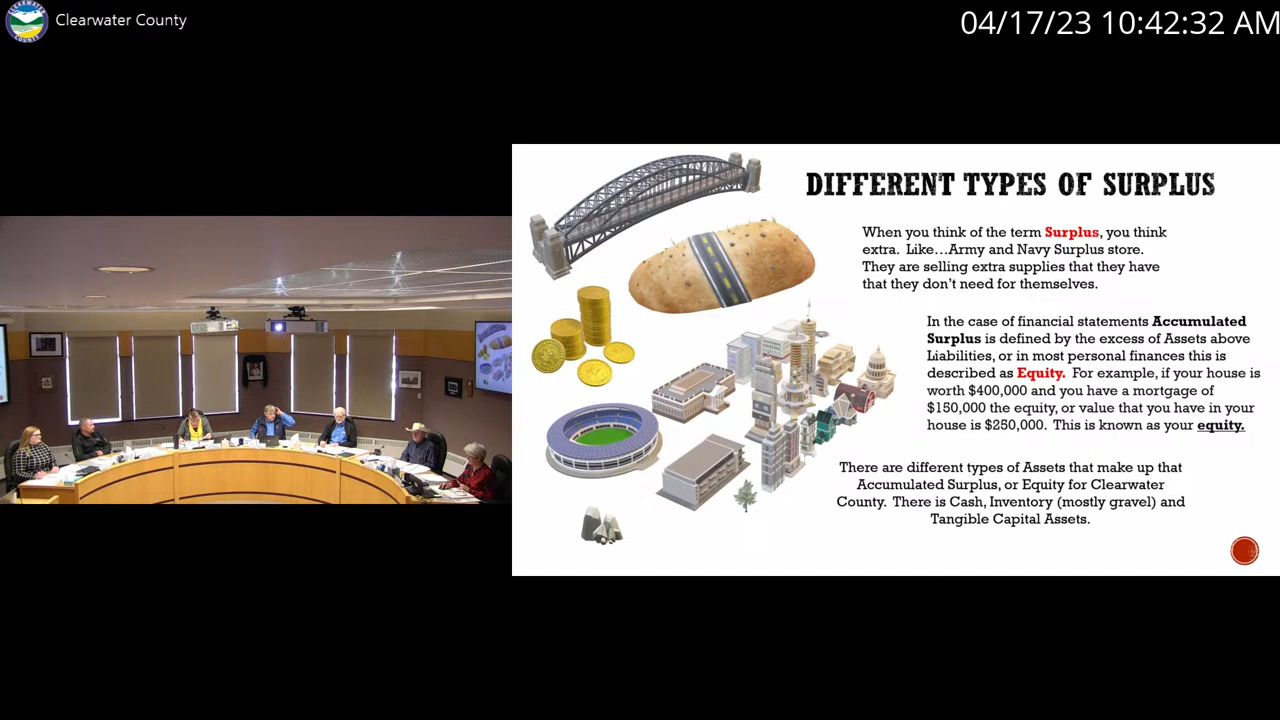 Clearwater County
04/17/23 10:42:32 AM
DIFFERENT TYPES OF SURPLUS
When you think of the term Surplus, you think
extra. Like...Army and Navy Surplus store.
They are selling extra supplies that they have
that they don't need for themselves.
In the case of financial statements Accumulated
Surplus is defined by the excess of Assets above
Liabilities, or in most personal finances this is
described as Equity. For example, if your house is
worth $400,000 and you have a mortgage of
$150,000 the equity, or value that you have in your
house is $250,000. This is known as your equity.
There are different types of Assets that make up that
Accumulated Surplus, or Equity for Clearwater
County. There is Cash, Inventory (mostly gravel) and
Tangible Capital Assets.